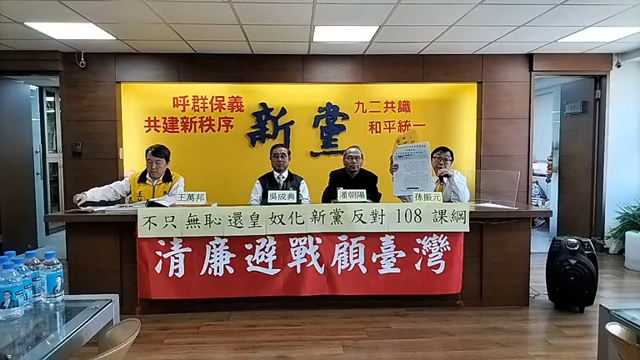 呼群保義
共建新秩序
新黨
九二共識
和平統一
王萬邦
吳成典
潘朝陽
孫振元
不只無恥還皇奴化新黨反對108課綱
清廉避戰顧臺灣